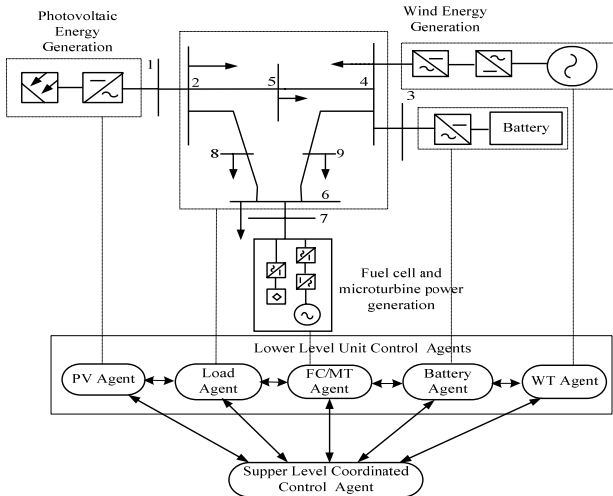 Photovoltaic
Energy
Generation
Wind Energy
Generation
1
2
5
4
3
Battery
8
9
6
7
Fuel cell and
microturbine power
generation
Lower Level Unit Control Agents
PV Agent
Load
Agent
FC/MT
Agent
Battery
Agent
WT Agent
Supper Level Coordinated
Control Agent